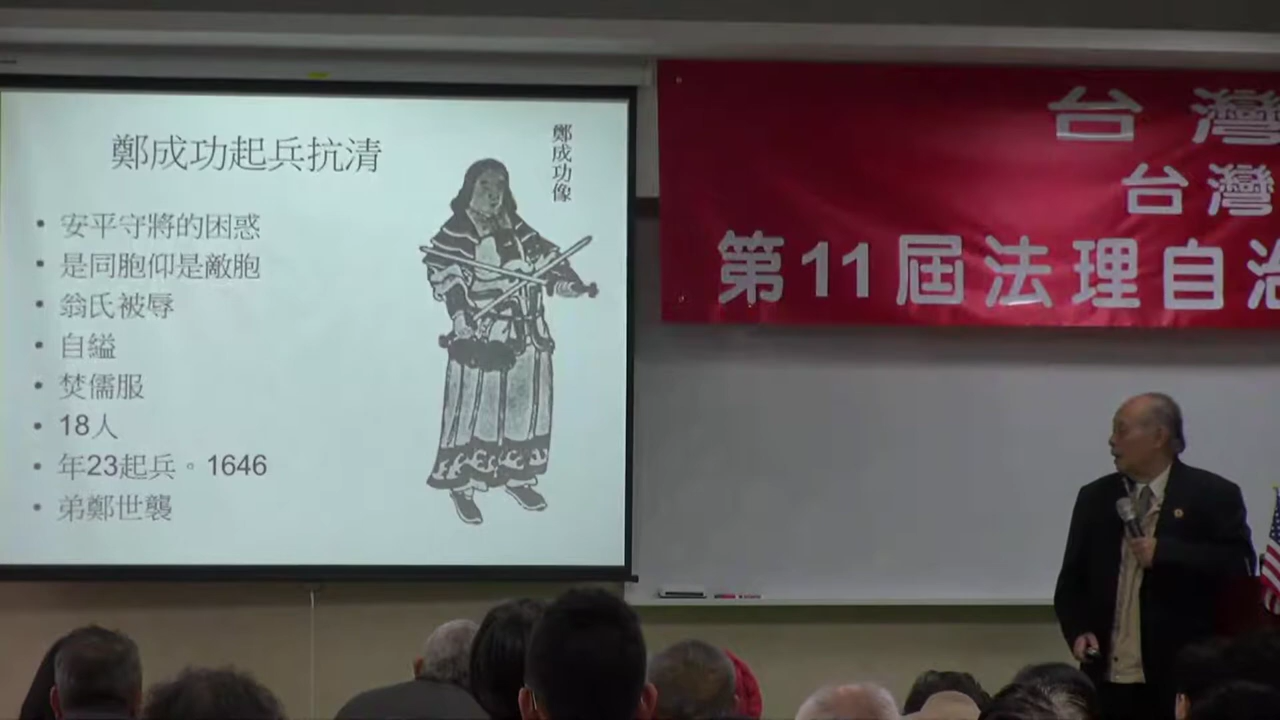 鄭成功起兵抗清
鄭成功像
• 安平守將的困惑
• 是同胞仰是敵胞
• 翁氏被辱
• 自縊
• 焚儒服
• 18人
• 年23起兵。1646
• 弟鄭世襲
台灣
台灣
第11屆法理自治